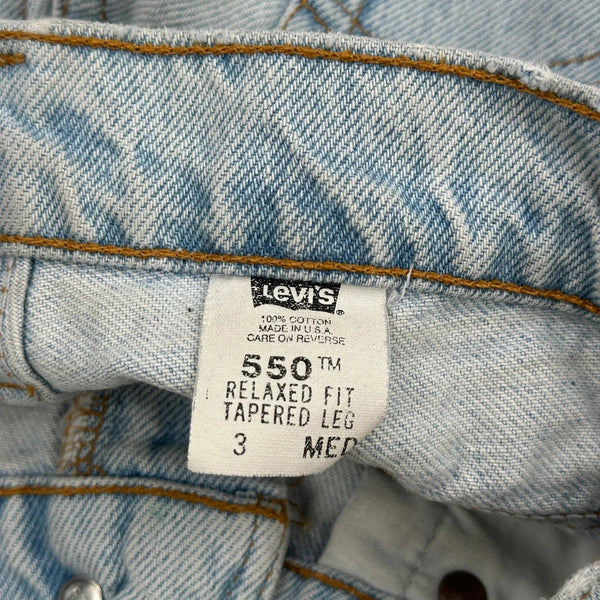 Levi's
100% COTTON
MADE IN U.S.A.
CARE ON REVERSE
550™
RELAXED FIT
TAPERED LEG
3 MED